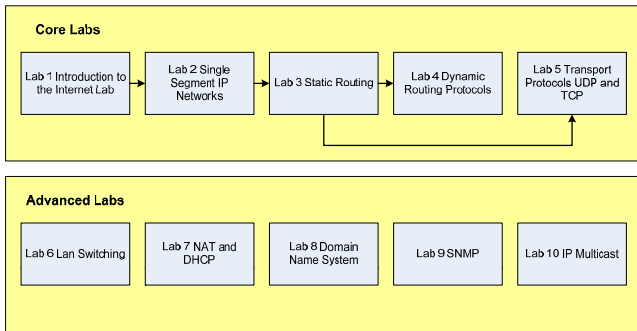 Core Labs
Lab 1 Introduction to
the Internet Lab
Lab 2 Single
Segment IP
Networks
Lab 3 Static Routing
Lab 4 Dynamic
Routing Protocols
Lab 5 Transport
Protocols UDP and
TCP
Advanced Labs
Lab 6 Lan Switching
Lab 7 NAT and
DHCP
Lab 8 Domain
Name System
Lab 9 SNMP
Lab 10 IP Multicast